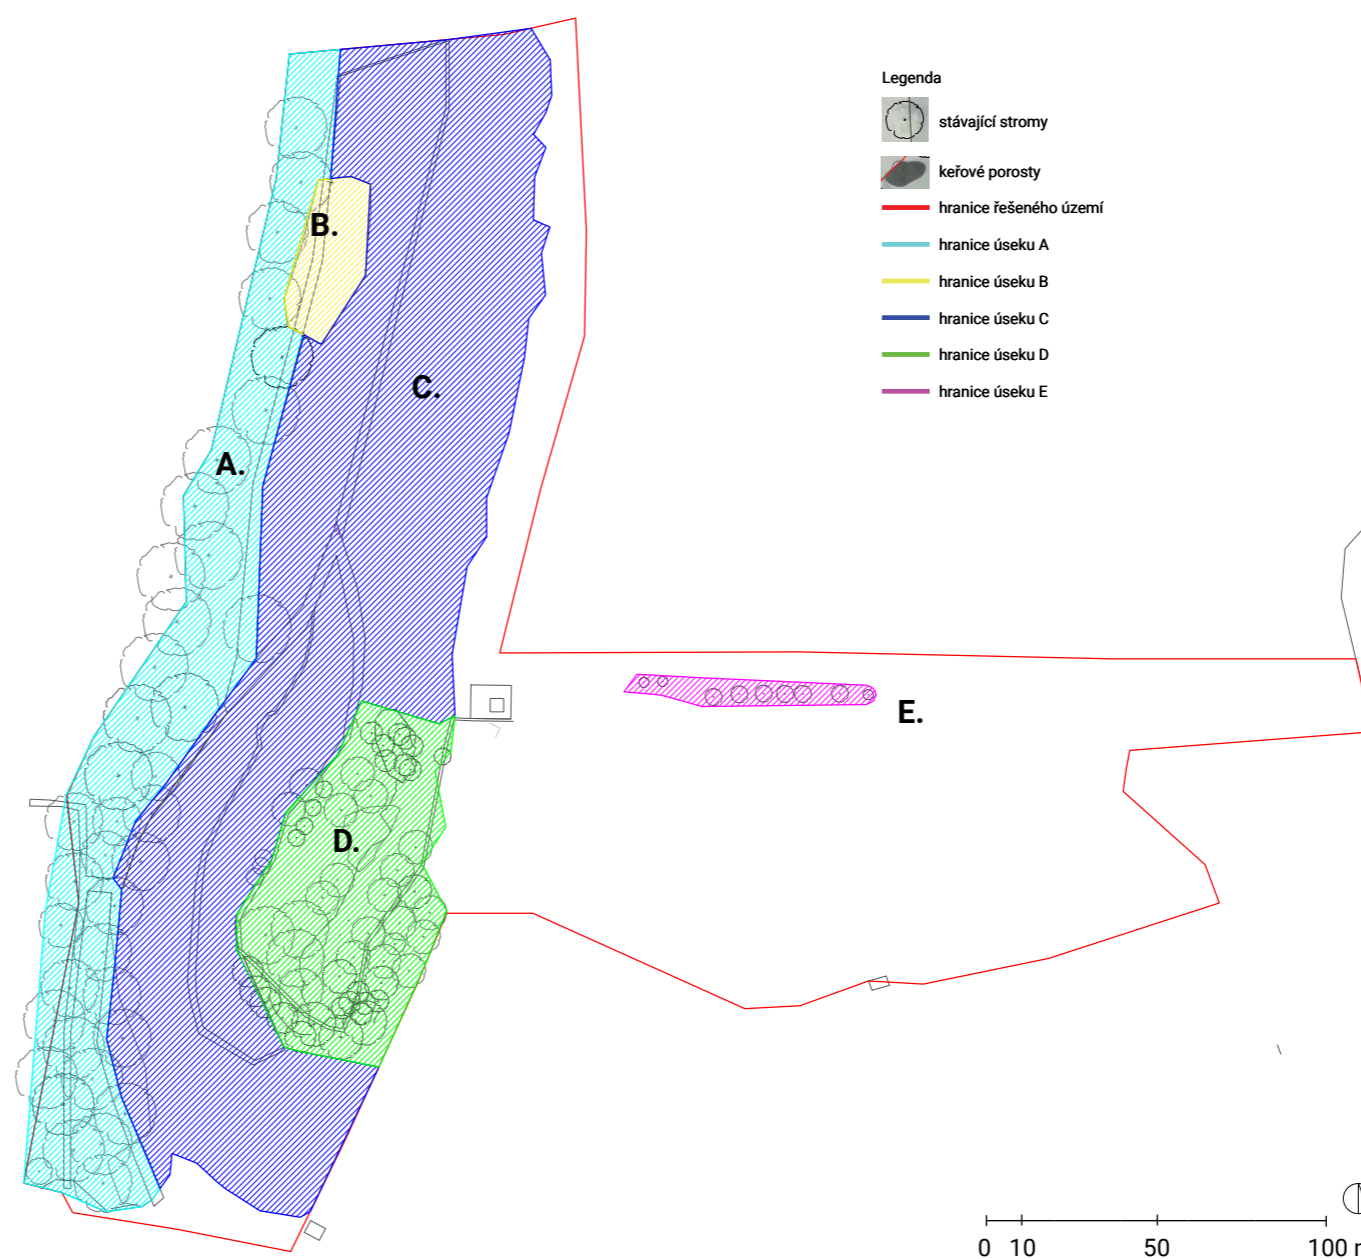 Legenda
stávající stromy
keřové porosty
hranice řešeného území
hranice úseku A
hranice úseku B
hranice úseku C
hranice úseku D
hranice úseku E
B.
C.
A.
E.
D.
0 10 50 100